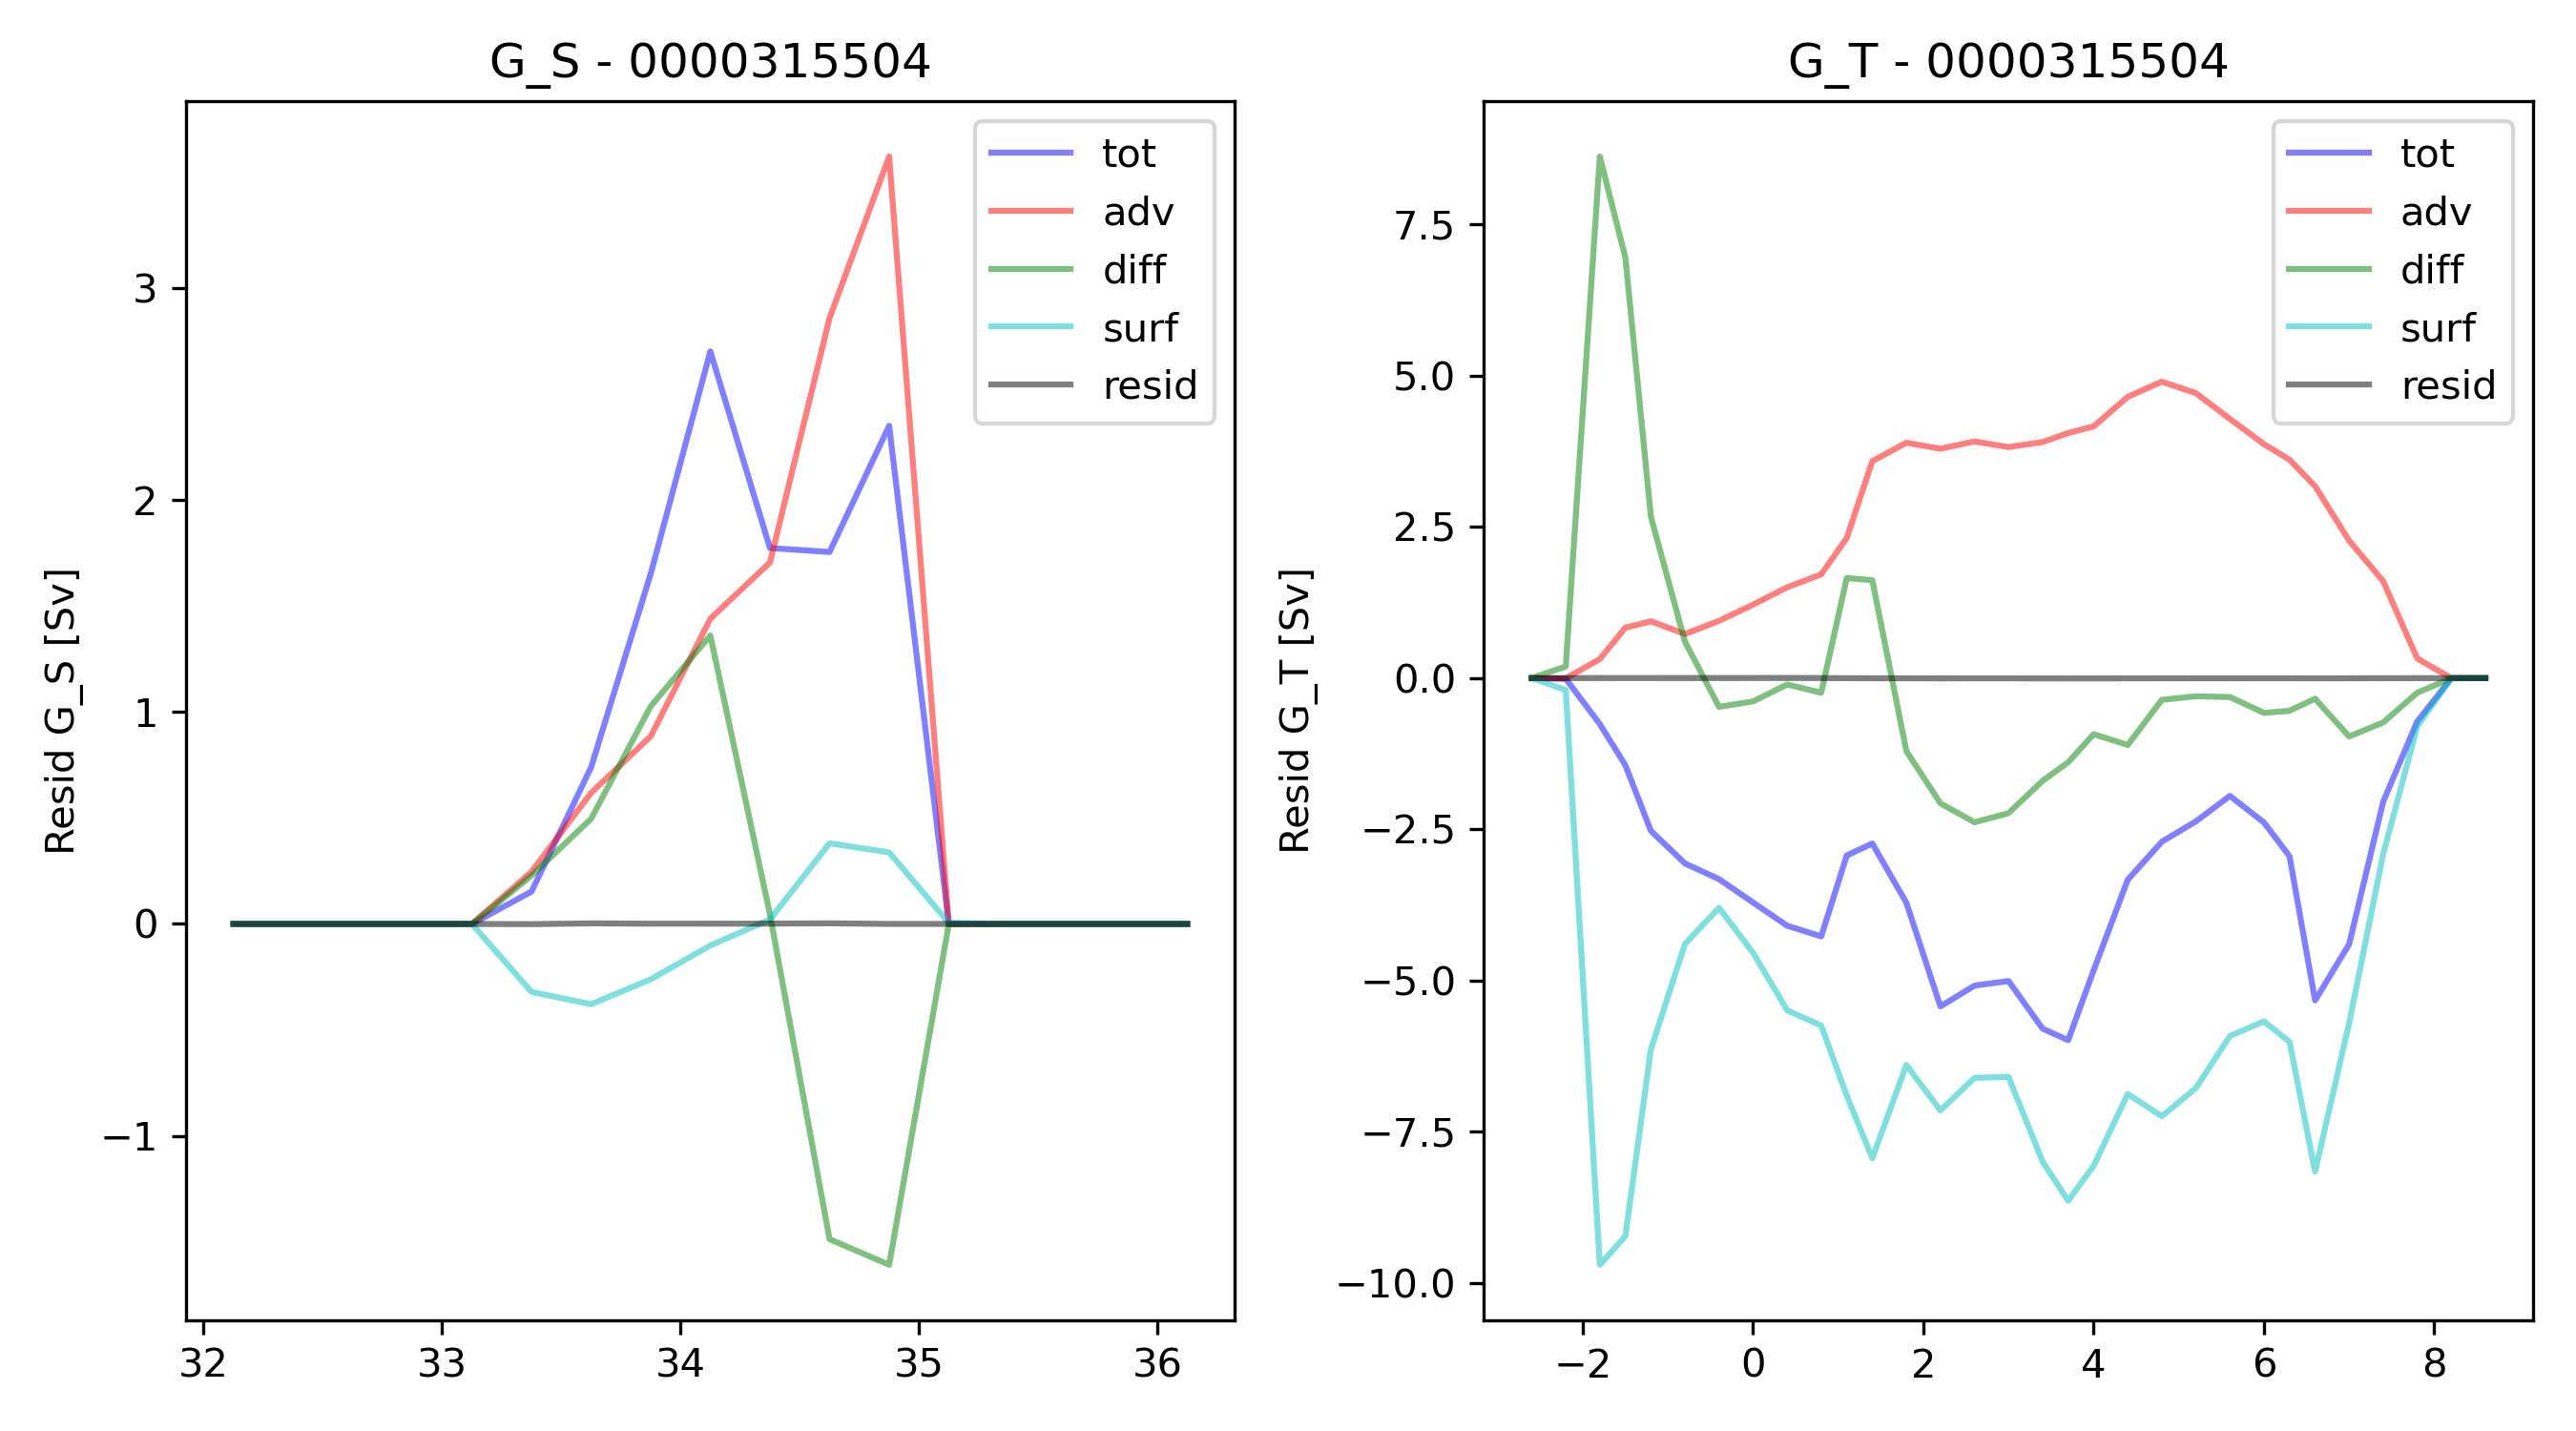 G_S - 0000315504
Resid G_S [Sv]
3
2
1
0
−1
32
33
34
35
36
tot
adv
diff
surf
resid
G_T - 0000315504
Resid G_T [Sv]
7.5
5.0
2.5
0.0
−2.5
−5.0
−7.5
−10.0
−2
0
2
4
6
8
tot
adv
diff
surf
resid